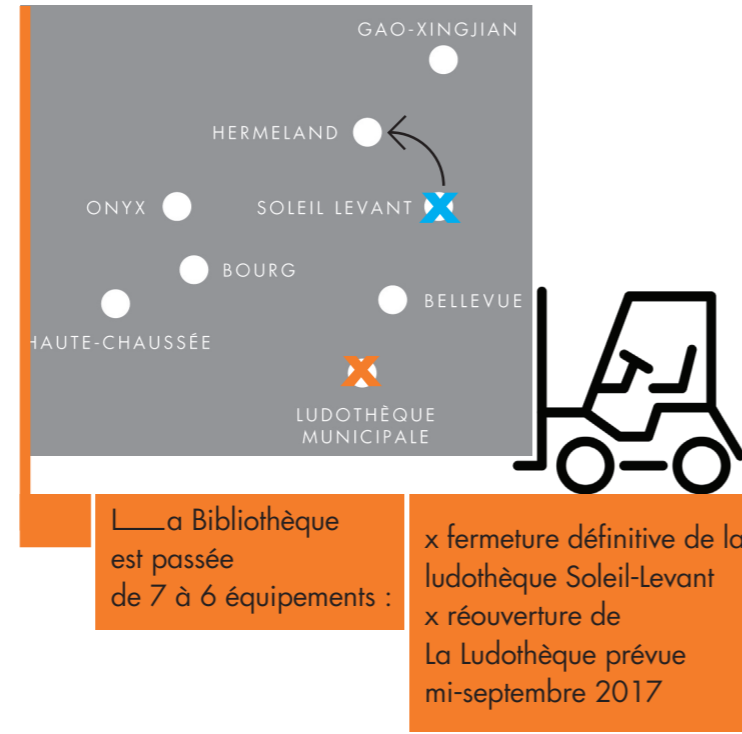 GAO-XINGJIAN
HERMELAND
ONYX
SOLEIL LEVANT
BOURG
BELLEVUE
HAUTE-CHAUSSÉE
LUDOTHÈQUE
MUNICIPALE
L__a Bibliothèque
est passée
de 7 à 6 équipements :
x fermeture définitive de la
ludothèque Soleil-Levant
x réouverture de
La Ludothèque prévue
mi-septembre 2017